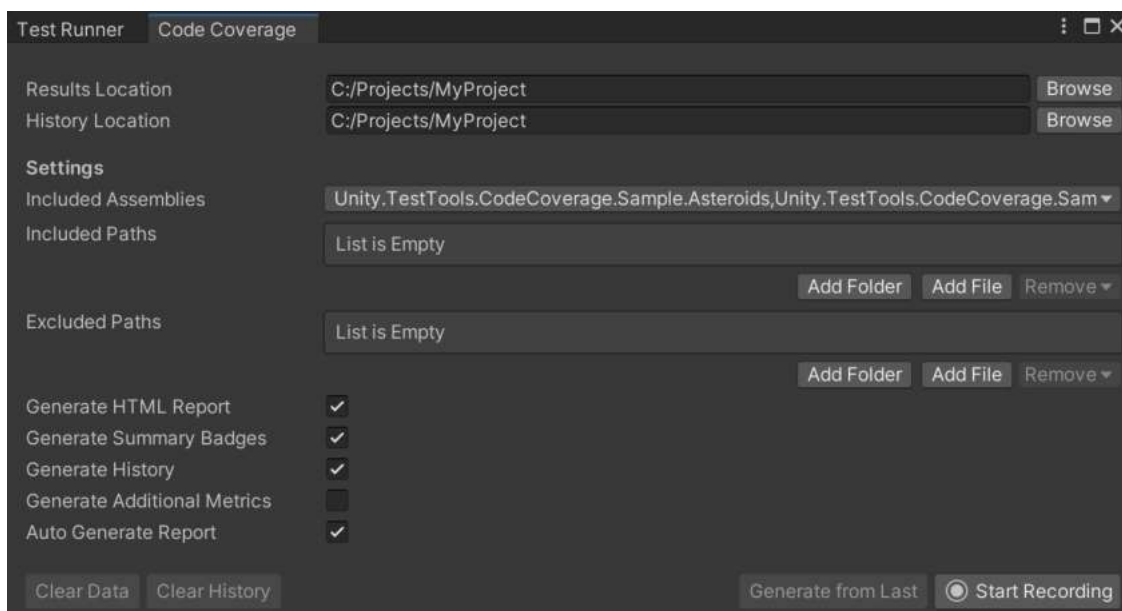 Test Runner Code Coverage
Results Location C:/Projects/MyProject Browse
History Location C:/Projects/MyProject Browse
Settings
Included Assemblies Unity.TestTools.CodeCoverage.Sample.Asteroids,Unity.TestTools.CodeCoverage.Sam
Included Paths List is Empty
Add Folder Add File Remove
Excluded Paths List is Empty
Add Folder Add File Remove
Generate HTML Report
Generate Summary Badges
Generate History
Generate Additional Metrics
Auto Generate Report
Clear Data Clear History Generate from Last Start Recording